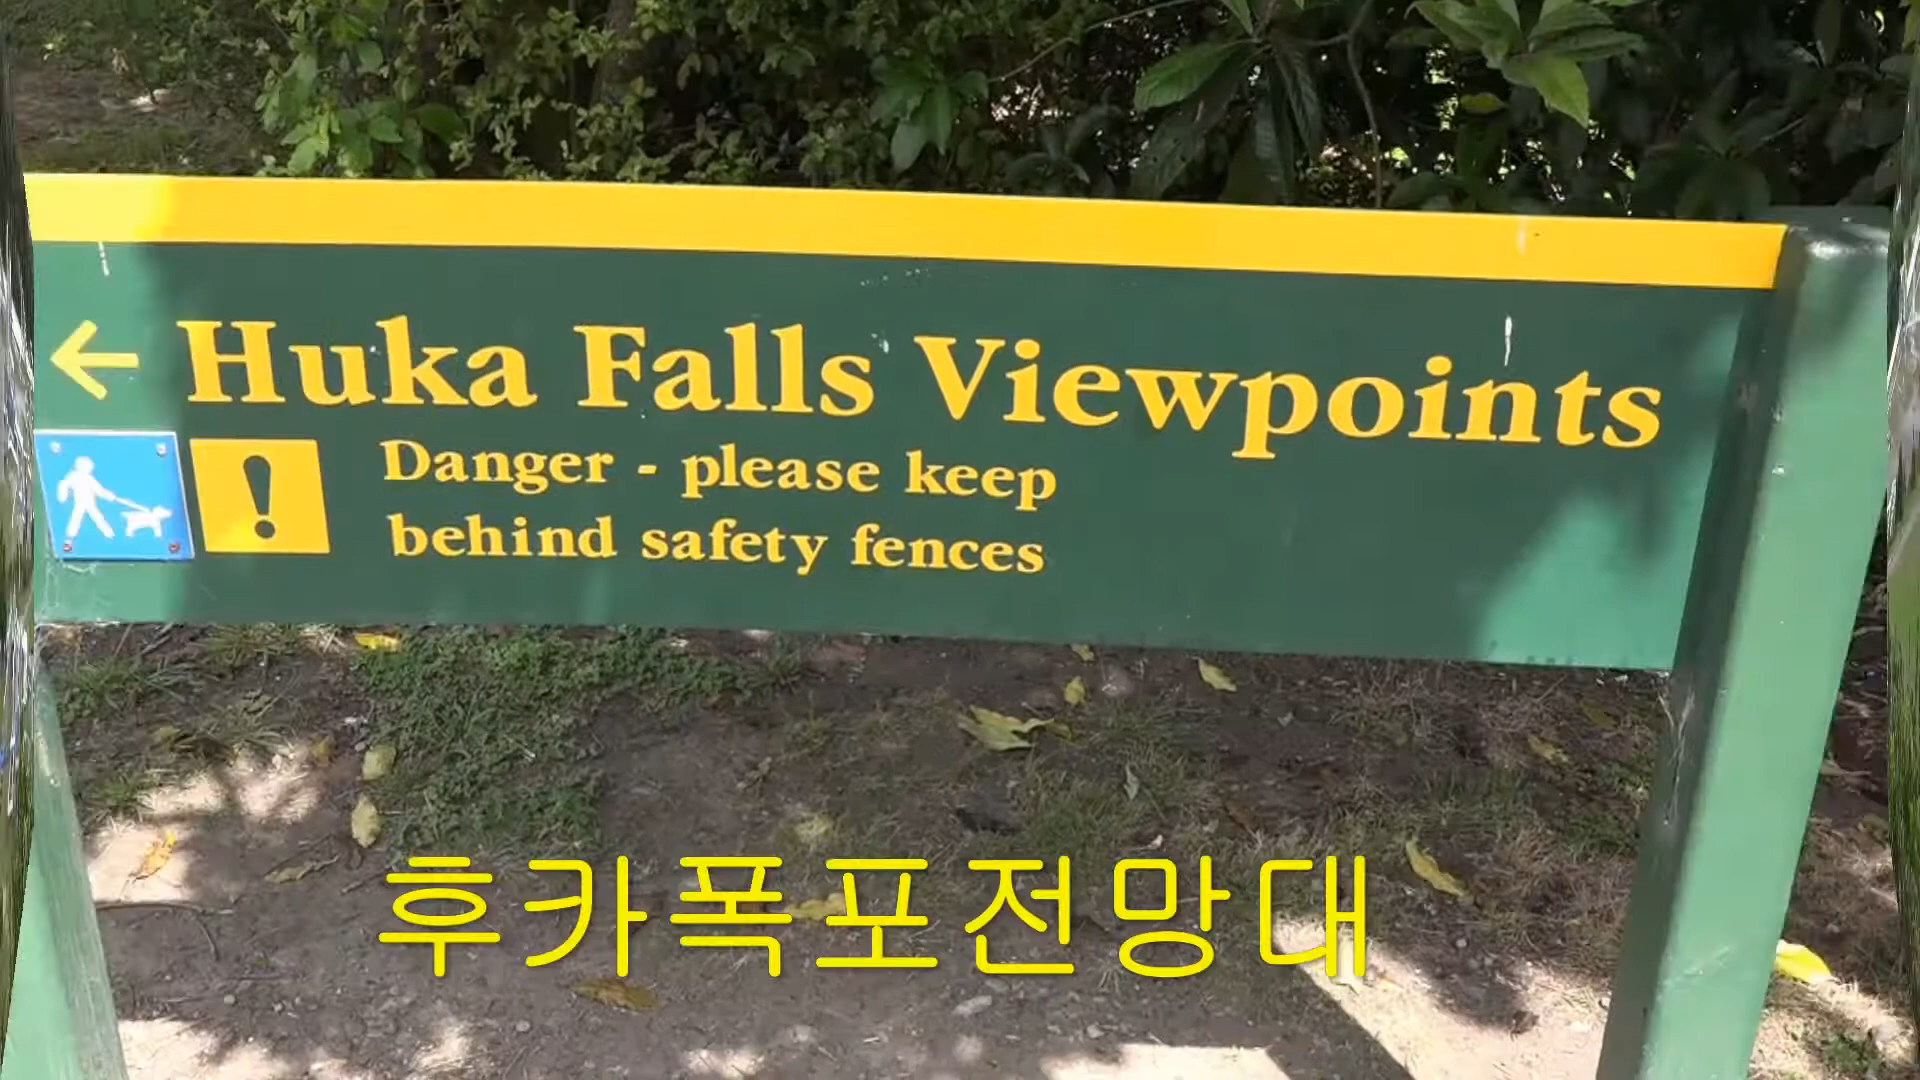 ← Huka Falls Viewpoints
! Danger - please keep
behind safety fences
후카폭포전망대